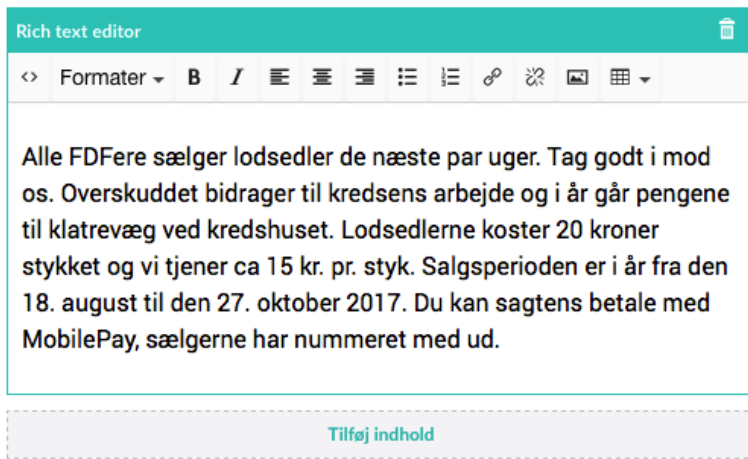 Rich text editor
<> Formater B I
Alle FDFere sælger lodsedler de næste par uger. Tag godt i mod
os. Overskuddet bidrager til kredsens arbejde og i år går pengene
til klatrevæg ved kredshuset. Lodsedlerne koster 20 kroner
stykket og vi tjener ca 15 kr. pr. styk. Salgsperioden er i år fra den
18. august til den 27. oktober 2017. Du kan sagtens betale med
MobilePay, sælgerne har nummeret med ud.
Tilføj indhold